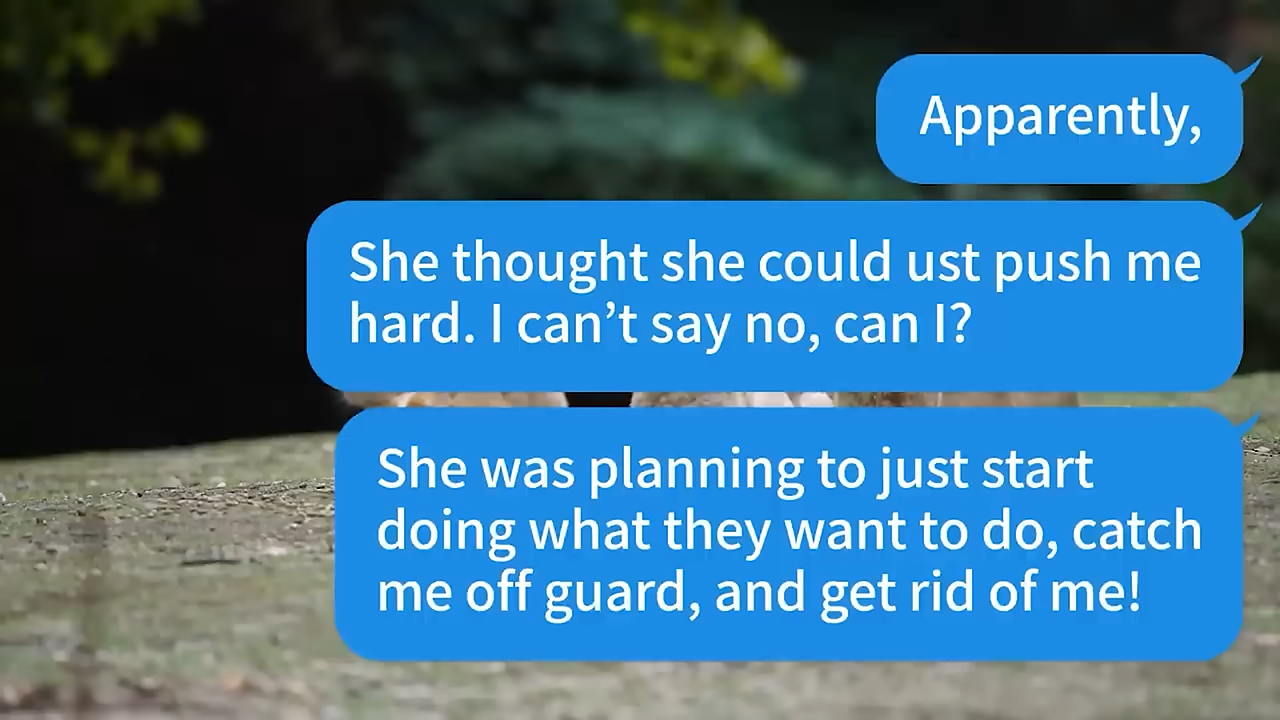 Apparently,
She thought she could ust push me
hard. I can’t say no, can I?
She was planning to just start
doing what they want to do, catch
me off guard, and get rid of me!